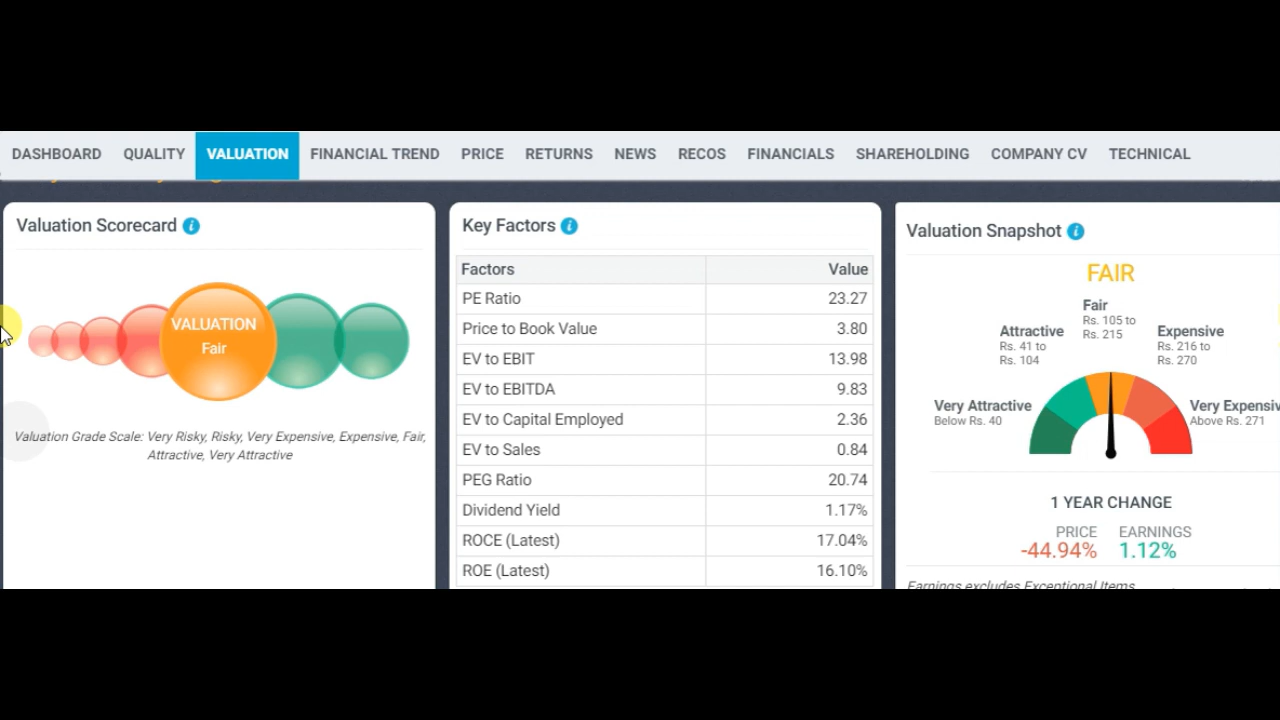 DASHBOARD QUALITY VALUATION FINANCIAL TREND PRICE RETURNS NEWS RECOS FINANCIALS SHAREHOLDING COMPANY CV TECHNICAL
Valuation Scorecard
VALUATION
Fair
Valuation Grade Scale: Very Risky, Risky, Very Expensive, Expensive, Fair,
Attractive, Very Attractive
Key Factors
Factors Value
PE Ratio 23.27
Price to Book Value 3.80
EV to EBIT 13.98
EV to EBITDA 9.83
EV to Capital Employed 2.36
EV to Sales 0.84
PEG Ratio 20.74
Dividend Yield 1.17%
ROCE (Latest) 17.04%
ROE (Latest) 16.10%
Valuation Snapshot
FAIR
Fair
Rs. 105 to
Rs. 215
Attractive
Rs. 41 to
Rs. 104
Expensive
Rs. 216 to
Rs. 270
Very Attractive
Below Rs. 40
Very Expensiv
Above Rs. 271
1 YEAR CHANGE
PRICE EARNINGS
-44.94% 1.12%
Earnings excludes Exceptional Items